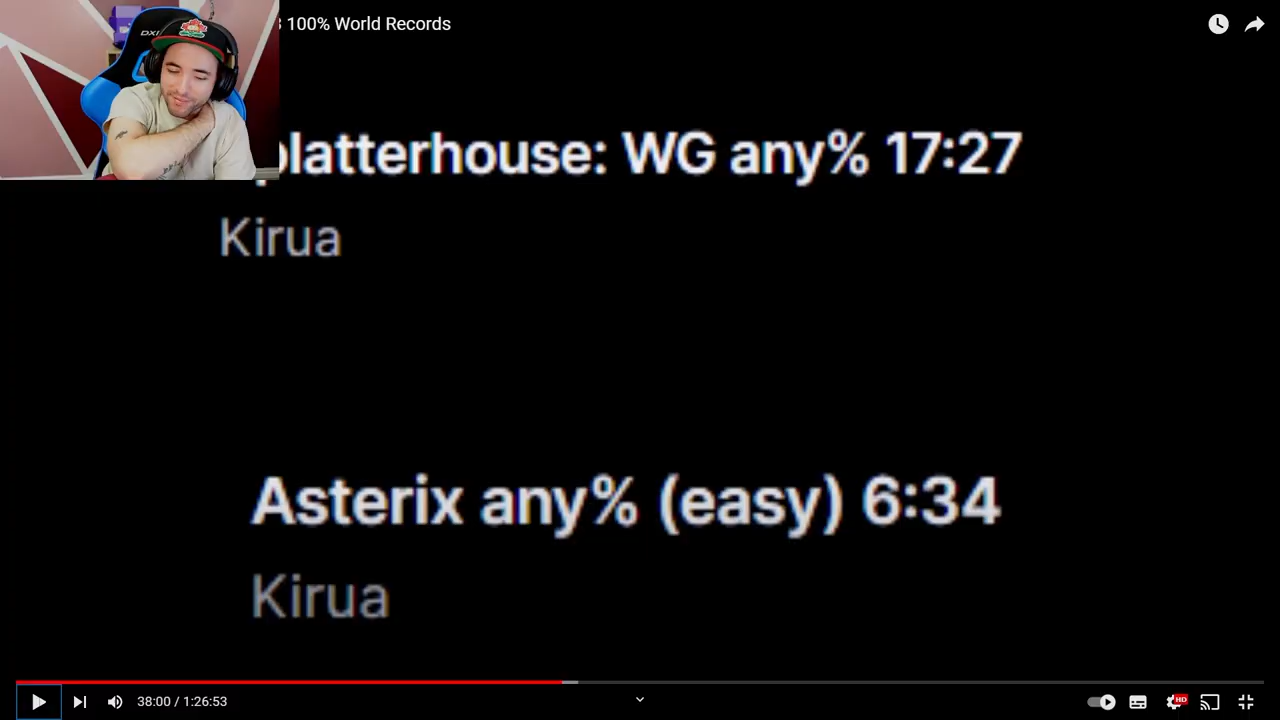 100% World Records
platterhouse: WG any% 17:27
Kirua
Asterix any% (easy) 6:34
Kirua
38:00 / 1:26:53
HD